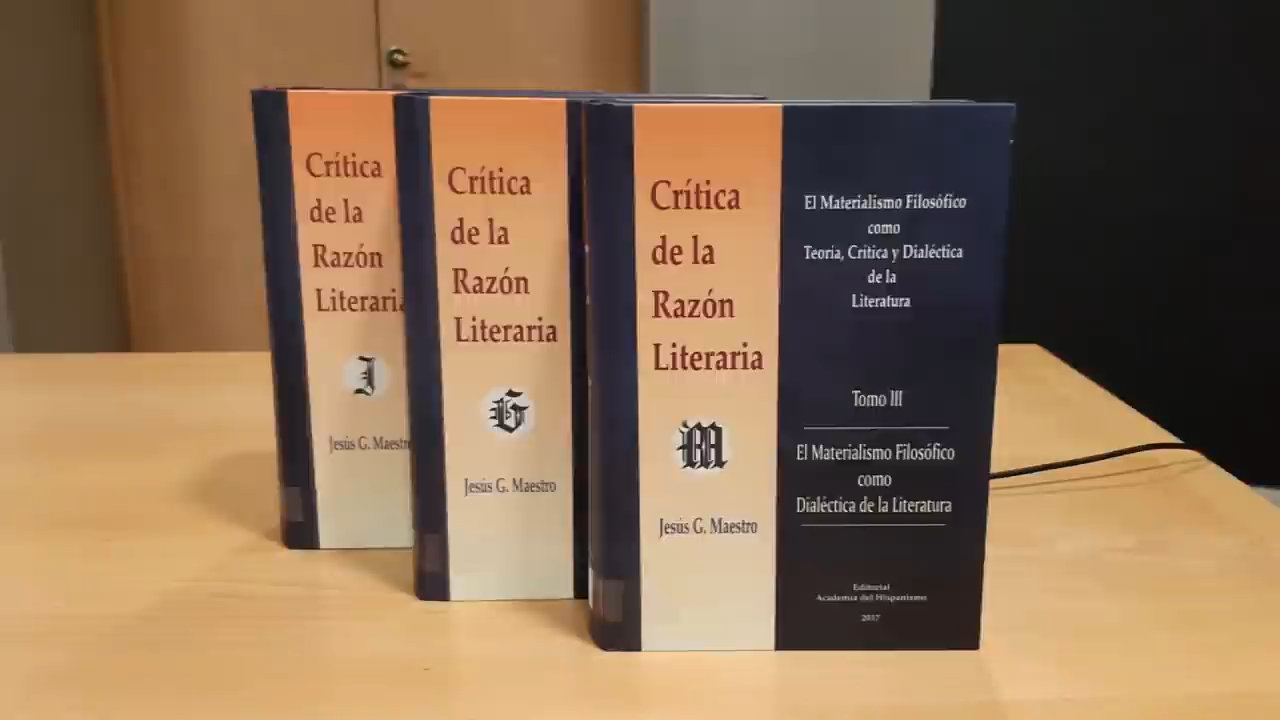 Crítica
de la
Razón
Literaria
J
Jesús G. Maestro
Crítica
de la
Razón
Literaria
G
Jesús G. Maestro
Crítica
de la
Razón
Literaria
M
Jesús G. Maestro
El Materialismo Filosófico
como
Teoría, Crítica y Dialéctica
de la
Literatura
Tomo III
El Materialismo Filosófico
como
Dialéctica de la Literatura
Editorial
Academia del Hispanismo
2017